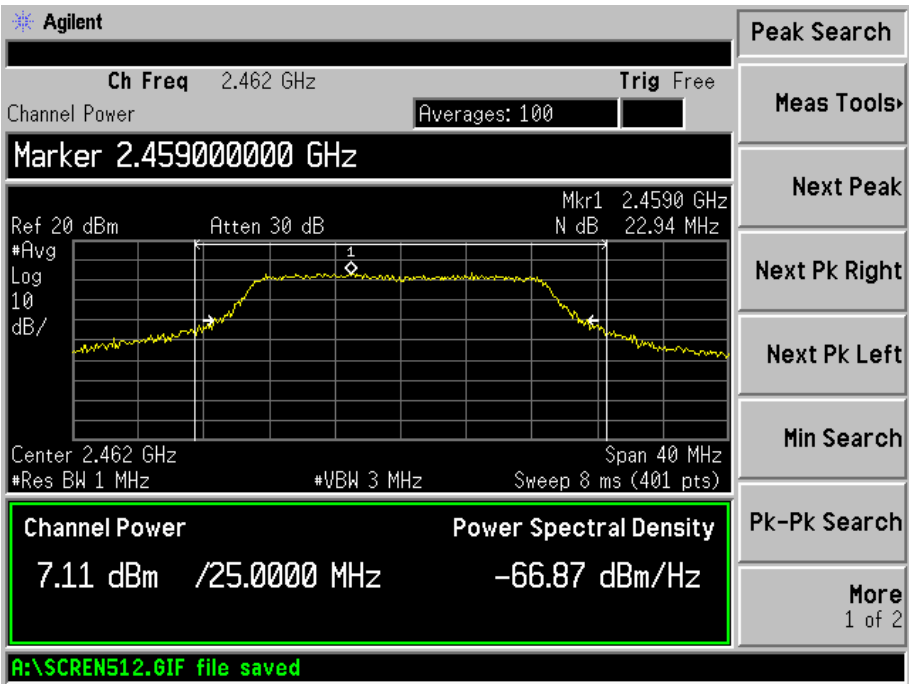 Agilent
Ch Freq 2.462 GHz Trig Free
Channel Power Averages: 100
Marker 2.459000000 GHz
Mkr1 2.4590 GHz
Ref 20 dBm Atten 30 dB N dB 22.94 MHz
#Avg
Log
10
dB/
1
Center 2.462 GHz Span 40 MHz
#Res BW 1 MHz #VBW 3 MHz Sweep 8 ms (401 pts)
Channel Power Power Spectral Density
7.11 dBm /25.0000 MHz -66.87 dBm/Hz
A:\SCREN512.GIF file saved
Peak Search
Meas Tools
Next Peak
Next Pk Right
Next Pk Left
Min Search
Pk-Pk Search
More
1 of 2